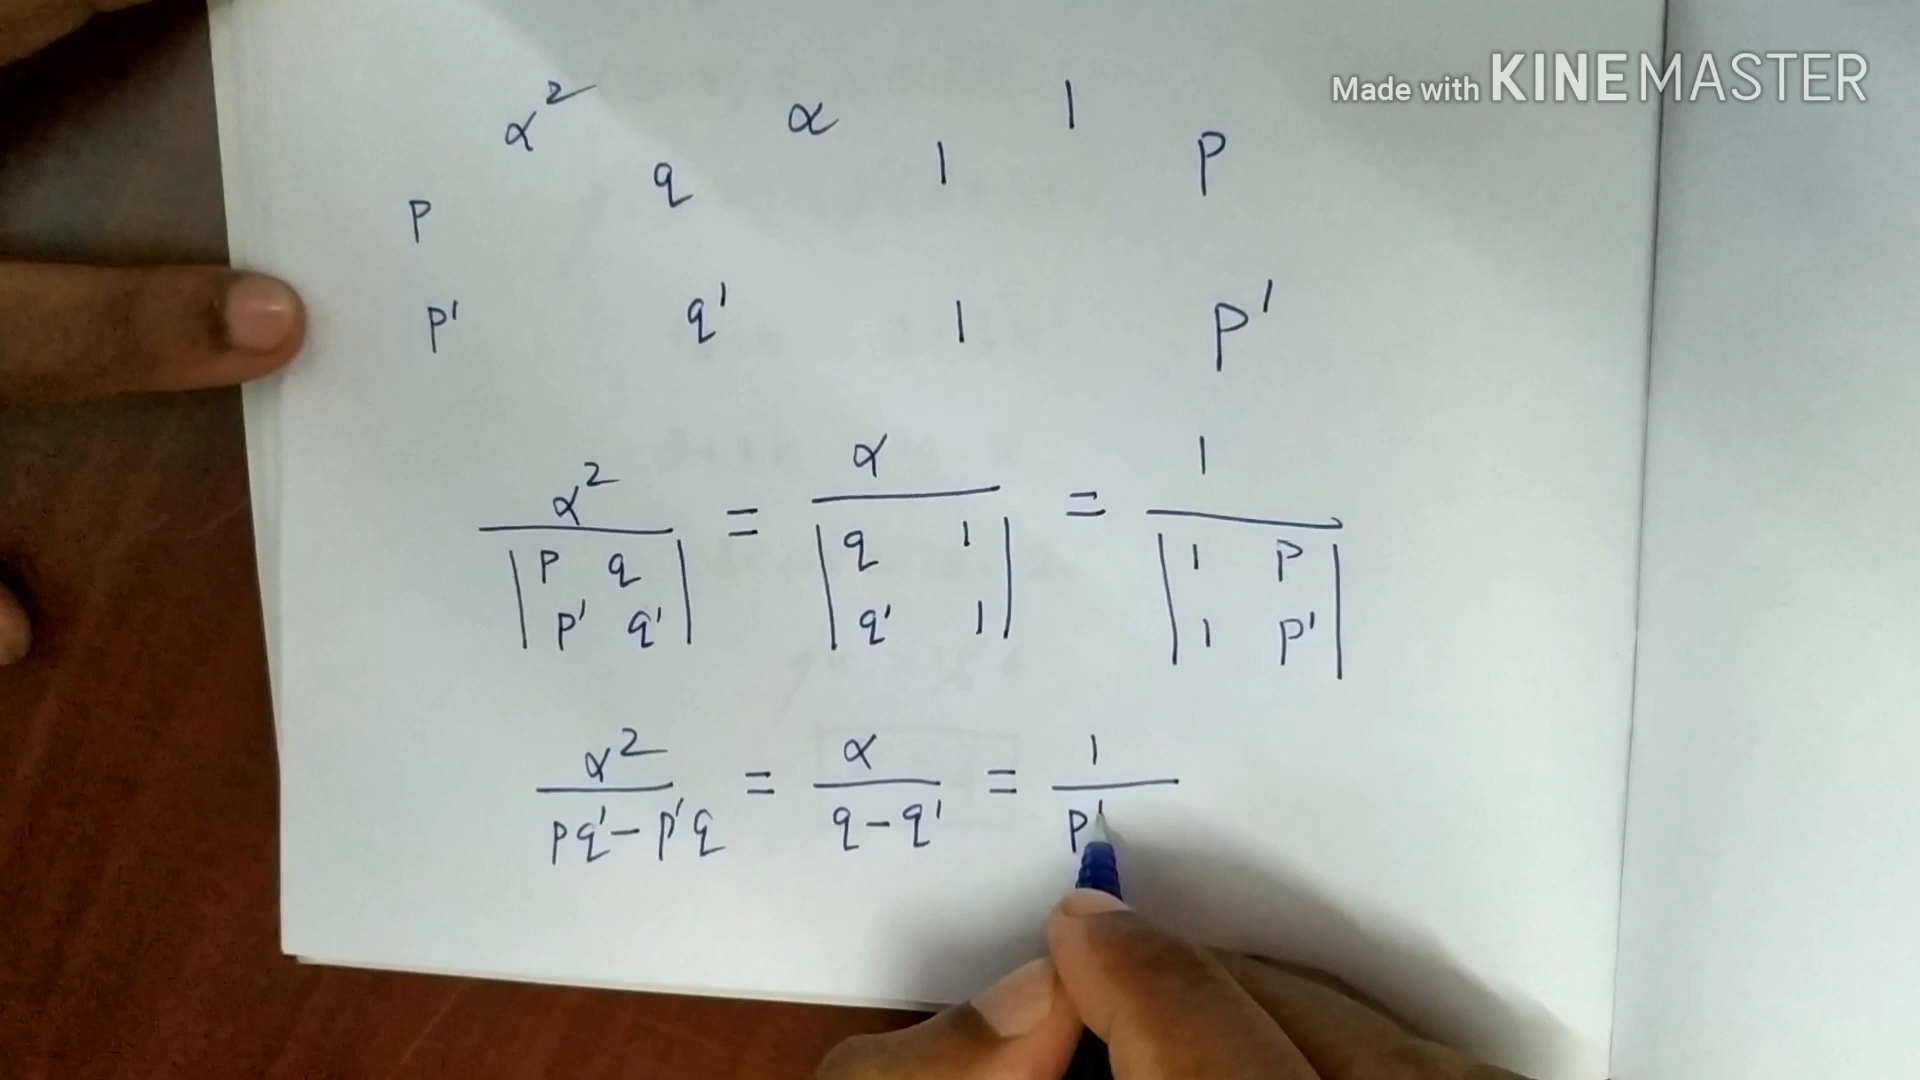 Made with KINEMASTER
α² α 1
p q 1 p
p' q' 1 p'
α² / |p q; p' q'| = α / |q 1; q' 1| = 1 / |1 p; 1 p'|
α² / pq' - p'q = α / q - q' = 1 / p'